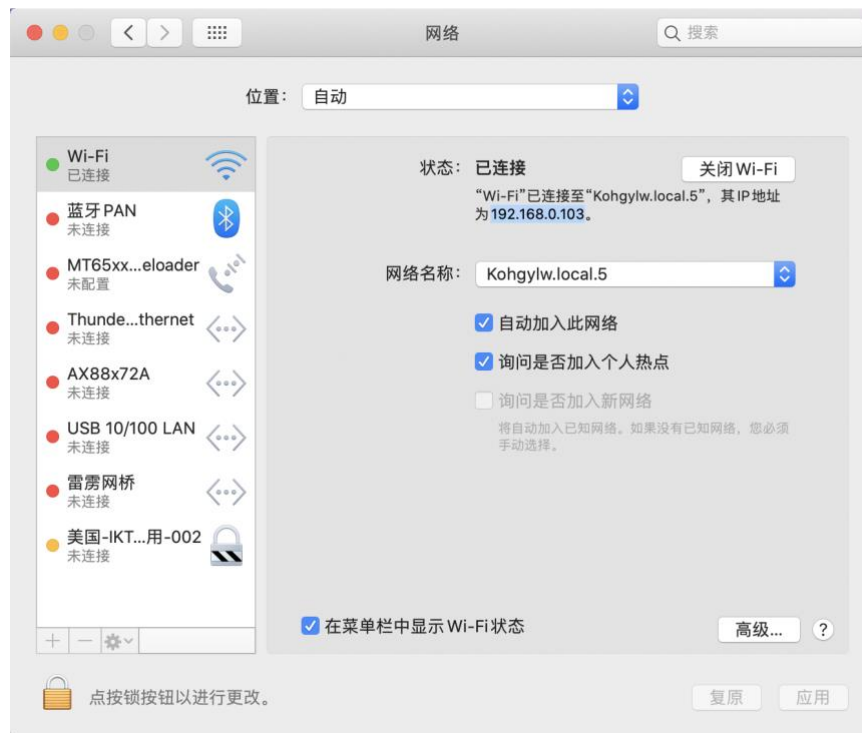 网络
搜索
位置：
自动
Wi-Fi
已连接
蓝牙 PAN
未连接
MT65xx...eloader
未配置
Thunde...thernet
未连接
AX88x72A
未连接
USB 10/100 LAN
未连接
雷雳网桥
未连接
美国-IKT...用-002
未连接
状态： 已连接
关闭 Wi-Fi
“Wi-Fi”已连接至“Kohgylw.local.5”，其 IP 地址
为 192.168.0.103。
网络名称： Kohgylw.local.5
自动加入此网络
询问是否加入个人热点
询问是否加入新网络
将自动加入已知网络。如果没有已知网络，您必须
手动选择。
在菜单栏中显示 Wi-Fi 状态
高级...
?
点按锁按钮以进行更改。
复原
应用